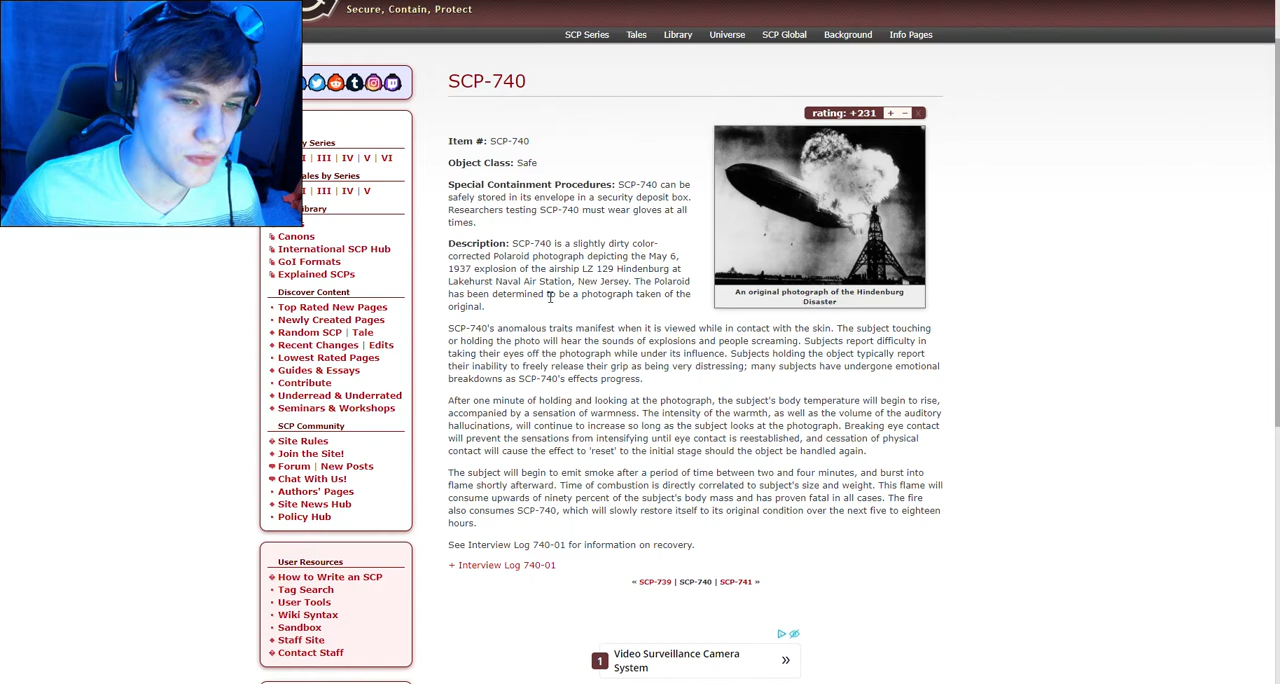 Secure, Contain, Protect
SCP Series Tales Library Universe SCP Global Background Info Pages
y Series
I | II | III | IV | V | VI
ales by Series
I | III | IV | V
ibrary
Canons
International SCP Hub
GoI Formats
Explained SCPs
Discover Content
Top Rated New Pages
Newly Created Pages
Random SCP | Tale
Recent Changes | Edits
Lowest Rated Pages
Guides & Essays
Contribute
Underread & Underrated
Seminars & Workshops
SCP Community
Site Rules
Join the Site!
Forum | New Posts
Chat With Us!
Authors' Pages
Site News Hub
Policy Hub
User Resources
How to Write an SCP
Tag Search
User Tools
Wiki Syntax
Sandbox
Staff Site
Contact Staff
SCP-740
rating: +231 + – X
Item #: SCP-740
Object Class: Safe
Special Containment Procedures: SCP-740 can be
safely stored in its envelope in a security deposit box.
Researchers testing SCP-740 must wear gloves at all
times.
Description: SCP-740 is a slightly dirty color-
corrected Polaroid photograph depicting the May 6,
1937 explosion of the airship LZ 129 Hindenburg at
Lakehurst Naval Air Station, New Jersey. The Polaroid
has been determined to be a photograph taken of the
original.
An original photograph of the Hindenburg
Disaster
SCP-740's anomalous traits manifest when it is viewed while in contact with the skin. The subject touching
or holding the photo will hear the sounds of explosions and people screaming. Subjects report difficulty in
taking their eyes off the photograph while under its influence. Subjects holding the object typically report
their inability to freely release their grip as being very distressing; many subjects have undergone emotional
breakdowns as SCP-740's effects progress.
After one minute of holding and looking at the photograph, the subject's body temperature will begin to rise,
accompanied by a sensation of warmness. The intensity of the warmth, as well as the volume of the auditory
hallucinations, will continue to increase so long as the subject looks at the photograph. Breaking eye contact
will prevent the sensations from intensifying until eye contact is reestablished, and cessation of physical
contact will cause the effect to 'reset' to the initial stage should the object be handled again.
The subject will begin to emit smoke after a period of time between two and four minutes, and burst into
flame shortly afterward. Time of combustion is directly correlated to subject's size and weight. This flame will
consume upwards of ninety percent of the subject's body mass and has proven fatal in all cases. The fire
also consumes SCP-740, which will slowly restore itself to its original condition over the next five to eighteen
hours.
See Interview Log 740-01 for information on recovery.
+ Interview Log 740-01
« SCP-739 | SCP-740 | SCP-741 »
1 Video Surveillance Camera
System »